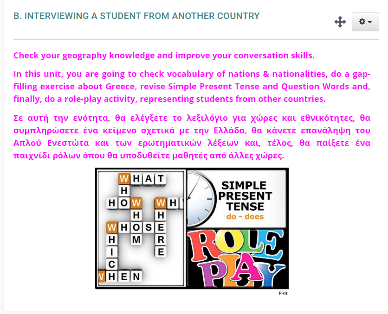 B. INTERVIEWING A STUDENT FROM ANOTHER COUNTRY
Check your geography knowledge and improve your conversation skills.
In this unit, you are going to check vocabulary of nations & nationalities, do a gap-
filling exercise about Greece, revise Simple Present Tense and Question Words and,
finally, do a role-play activity, representing students from other countries.
Σε αυτή την ενότητα, θα ελέγξετε το λεξιλόγιο για χώρες και εθνικότητες, θα
συμπληρώσετε ένα κείμενο σχετικά με την Ελλάδα, θα κάνετε επανάληψη του
Απλού Ενεστώτα και των ερωτηματικών λέξεων και, τέλος, θα παίξετε ένα
παιχνίδι ρόλων όπου θα υποδυθείτε μαθητές από άλλες χώρες.
WHAT
HOW
WH
WHOSE
WHOM
WHERE
WHICH
WHEN
SIMPLE
PRESENT
TENSE
do - does
ROLE
PLAY